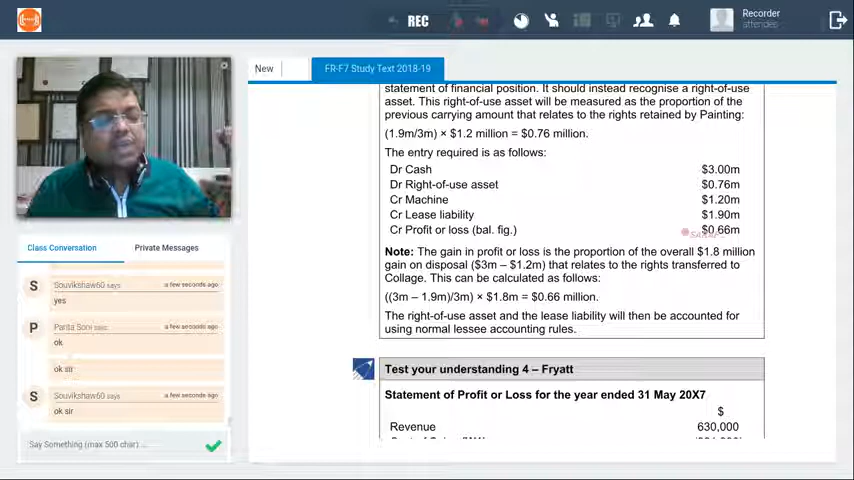 REC
Recorder
attendes
New
FR-F7 Study Text 2018-19
statement of financial position. It should instead recognise a right-of-use
asset. This right-of-use asset will be measured as the proportion of the
previous carrying amount that relates to the rights retained by Painting:
(1.9m/3m) × $1.2 million = $0.76 million.
The entry required is as follows:
Dr Cash $3.00m
Dr Right-of-use asset $0.76m
Cr Machine $1.20m
Cr Lease liability $1.90m
Cr Profit or loss (bal. fig.) $0.66m
Note: The gain in profit or loss is the proportion of the overall $1.8 million
gain on disposal ($3m – $1.2m) that relates to the rights transferred to
Collage. This can be calculated as follows:
((3m – 1.9m)/3m) × $1.8m = $0.66 million.
The right-of-use asset and the lease liability will then be accounted for
using normal lessee accounting rules.
Test your understanding 4 – Fryatt
Statement of Profit or Loss for the year ended 31 May 20X7
$
Revenue 630,000
Class Conversation Private Messages
S Souvikshaw60 says a few seconds ago
yes
P Parita Soni says a few seconds ago
ok
ok sir
S Souvikshaw60 says a few seconds ago
ok sir
Say Something (max 500 char)....